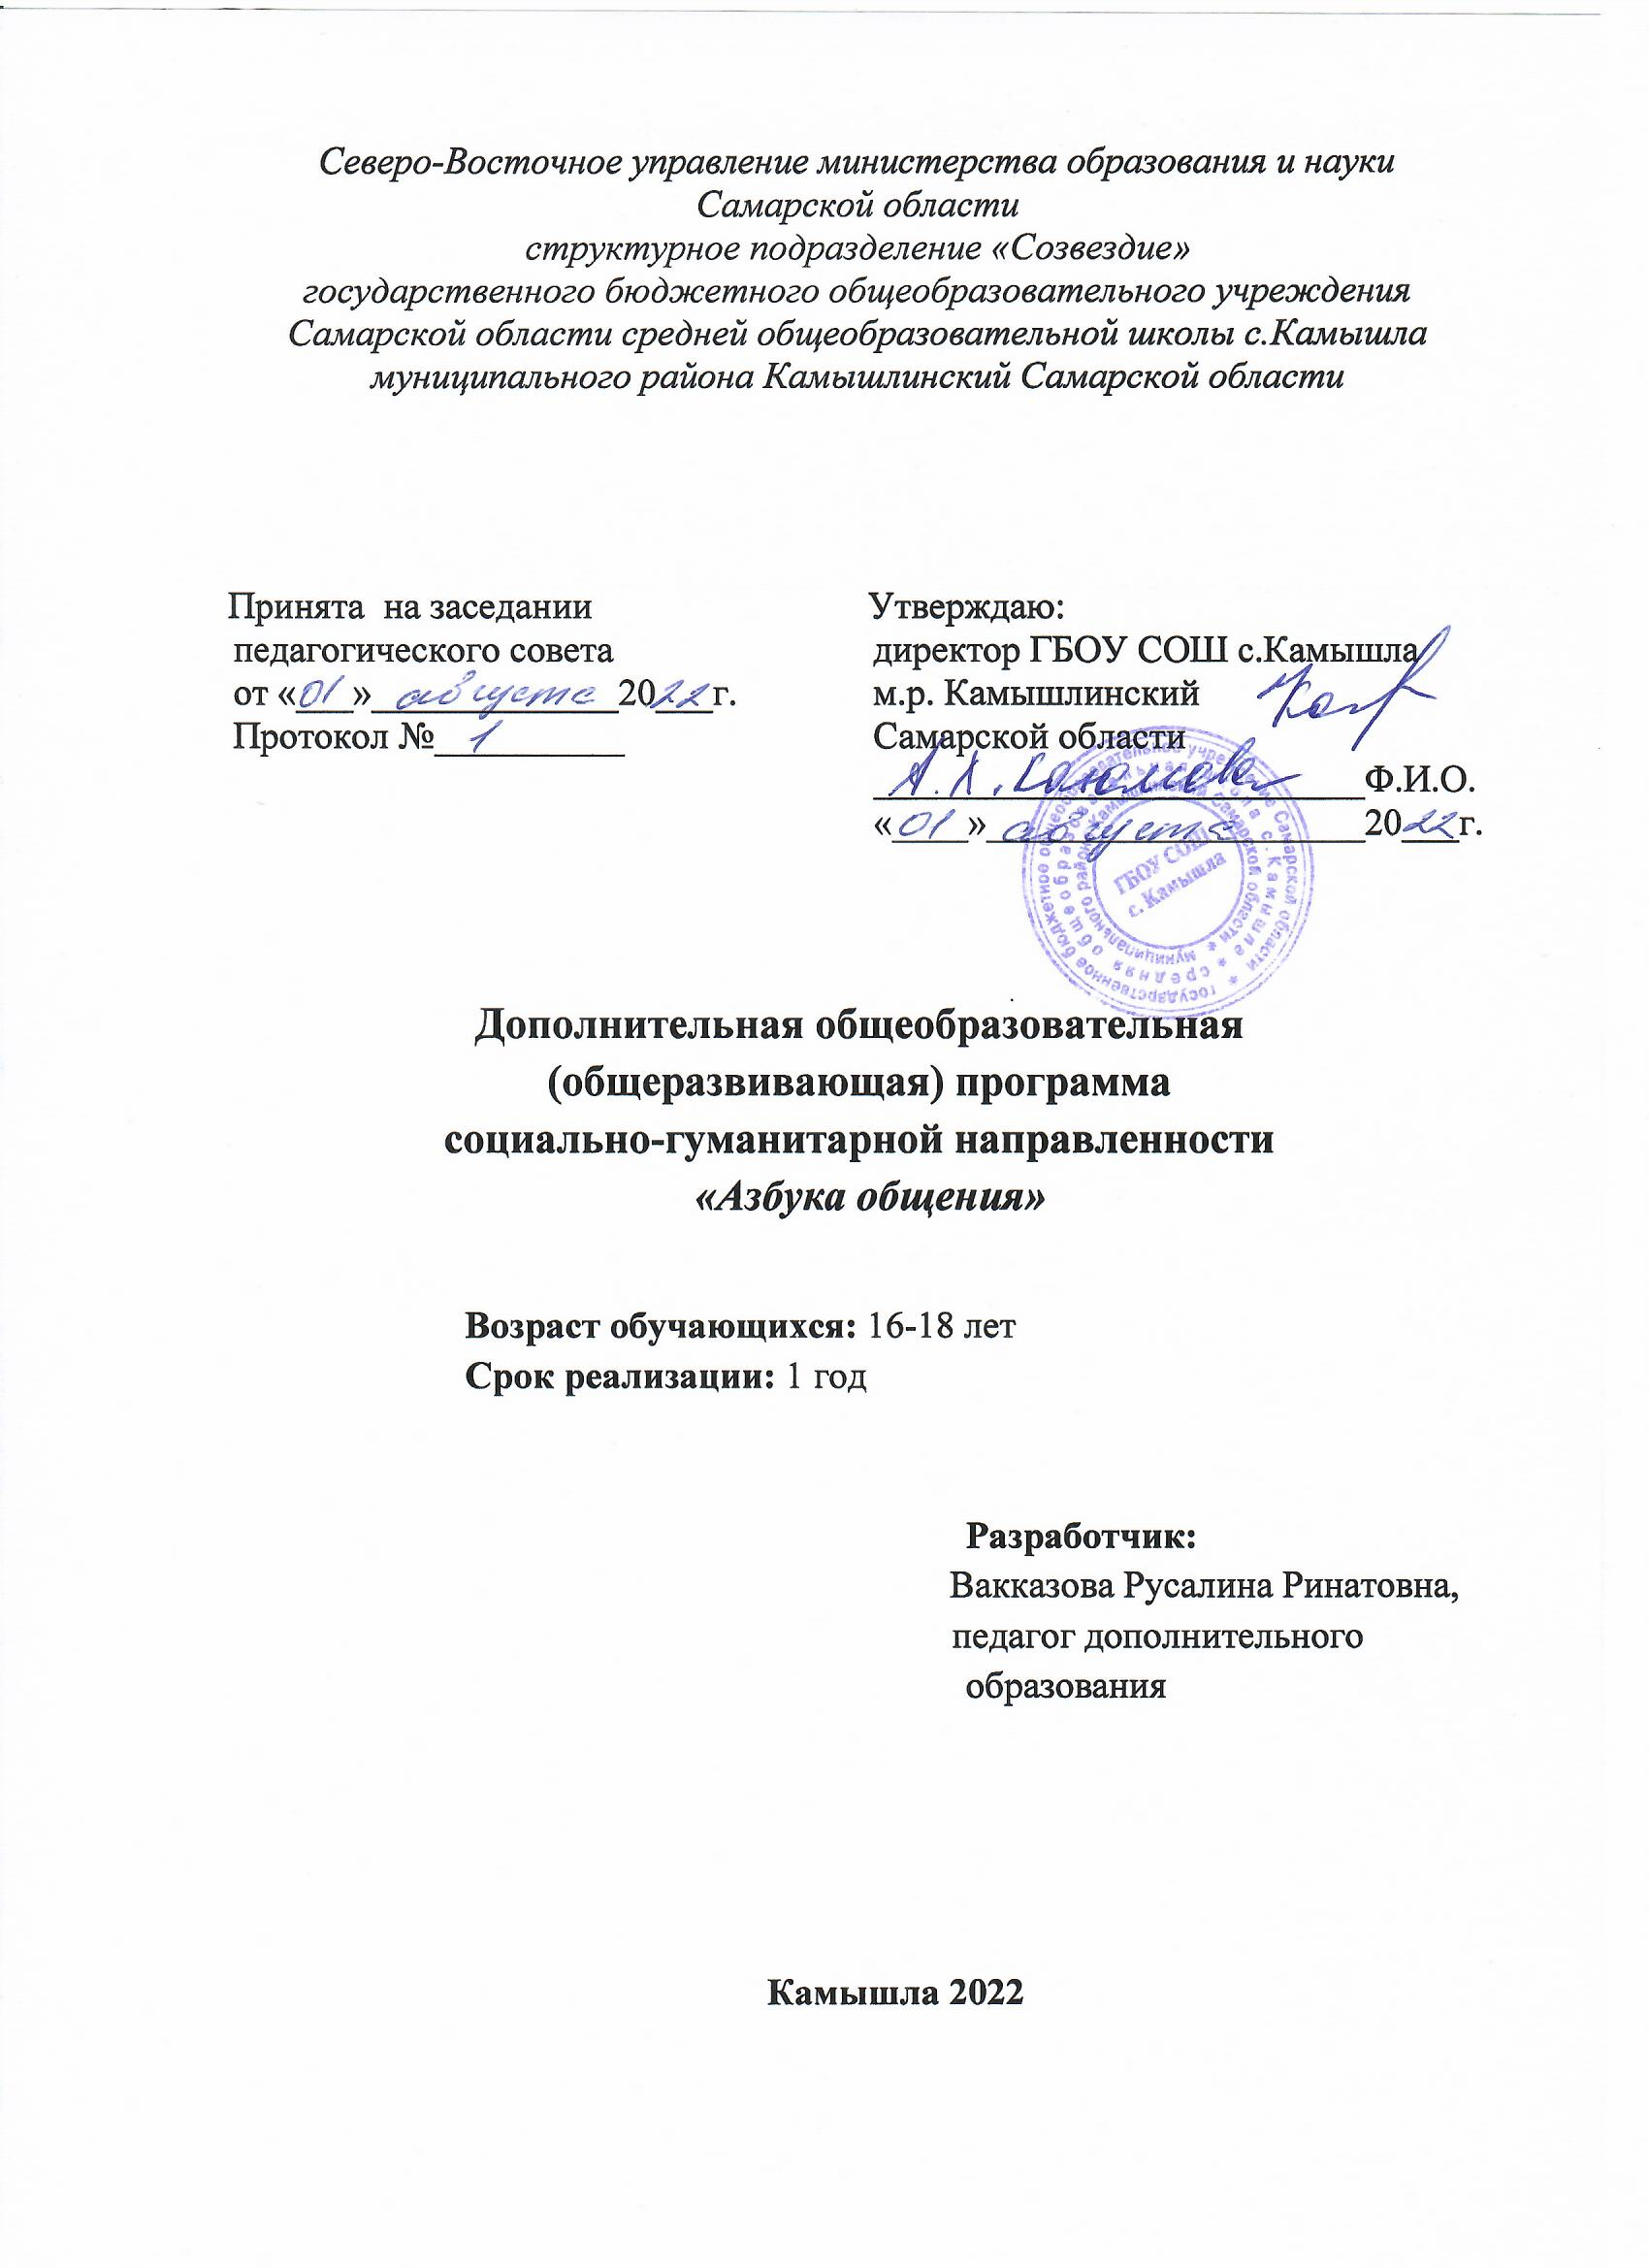 Северо-Восточное управление министерства образования и науки
Самарской области
структурное подразделение «Созвездие»
государственного бюджетного общеобразовательного учреждения
Самарской области средней общеобразовательной школы с.Камышла
муниципального района Камышлинский Самарской области
Принята на заседании
педагогического совета
от «01» августа 2022г.
Протокол № 1
Утверждаю:
директор ГБОУ СОШ с.Камышла
м.р. Камышлинский
Самарской области
А.Х. Ф.И.О.
«01» августа 2022г.
ГБОУ СОШ
с. Камышла
Дополнительная общеобразовательная
(общеразвивающая) программа
социально-гуманитарной направленности
«Азбука общения»
Возраст обучающихся: 16-18 лет
Срок реализации: 1 год
Разработчик:
Вакказова Русалина Ринатовна,
педагог дополнительного
образования
Камышла 2022